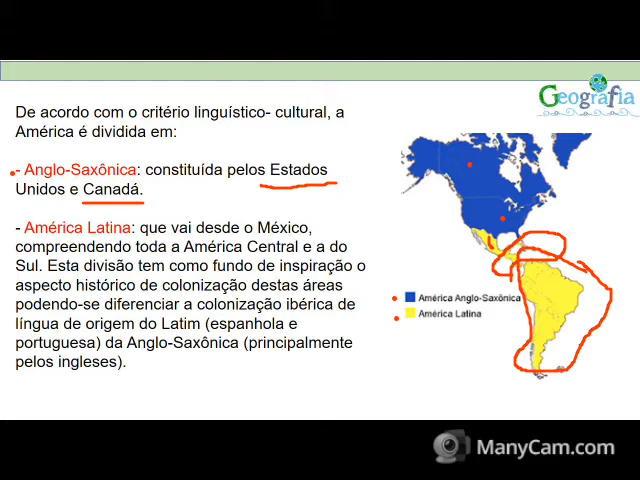 Geografia
De acordo com o critério linguístico- cultural, a
América é dividida em:
- Anglo-Saxônica: constituída pelos Estados
Unidos e Canadá.
- América Latina: que vai desde o México,
compreendendo toda a América Central e a do
Sul. Esta divisão tem como fundo de inspiração o
aspecto histórico de colonização destas áreas
podendo-se diferenciar a colonização ibérica de
língua de origem do Latim (espanhola e
portuguesa) da Anglo-Saxônica (principalmente
pelos ingleses).
América Anglo-Saxônica
América Latina
ManyCam.com